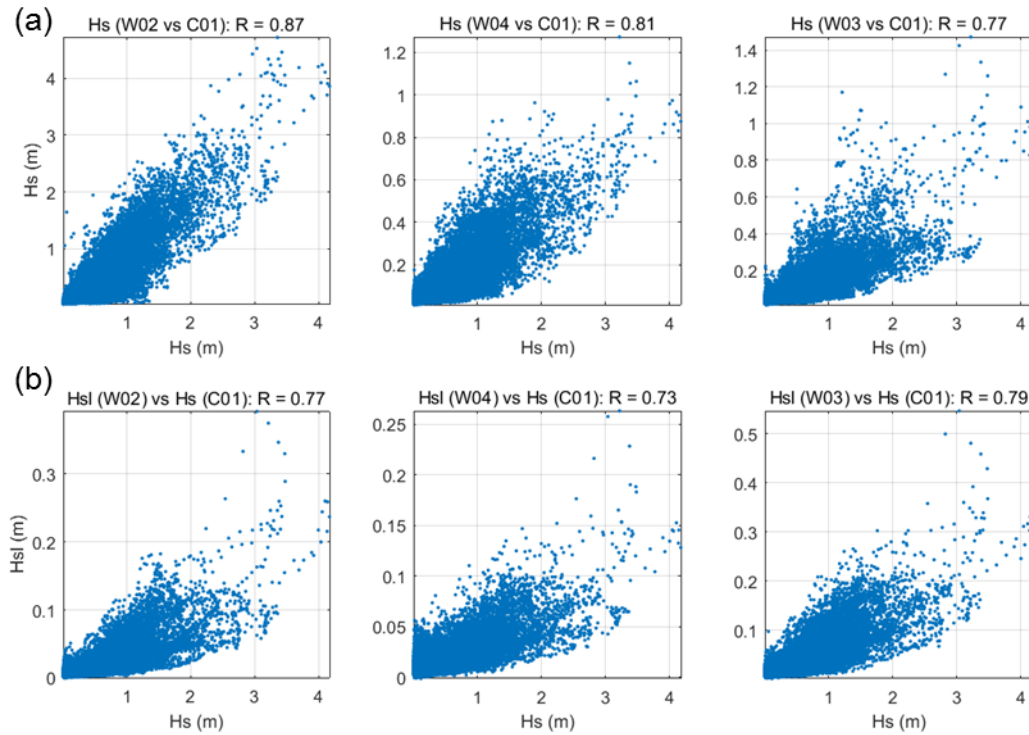 (a)
Hs (W02 vs C01): R = 0.87
Hs (W04 vs C01): R = 0.81
Hs (W03 vs C01): R = 0.77
Hs (m)
4
3
2
1
1 2 3 4
Hs (m)
1.2
1
0.8
0.6
0.4
0.2
1 2 3 4
Hs (m)
1.4
1.2
1
0.8
0.6
0.4
0.2
1 2 3 4
Hs (m)
(b)
HsI (W02) vs Hs (C01): R = 0.77
HsI (W04) vs Hs (C01): R = 0.73
HsI (W03) vs Hs (C01): R = 0.79
HsI (m)
0.3
0.2
0.1
0
1 2 3 4
Hs (m)
0.25
0.2
0.15
0.1
0.05
0
1 2 3 4
Hs (m)
0.5
0.4
0.3
0.2
0.1
1 2 3 4
Hs (m)